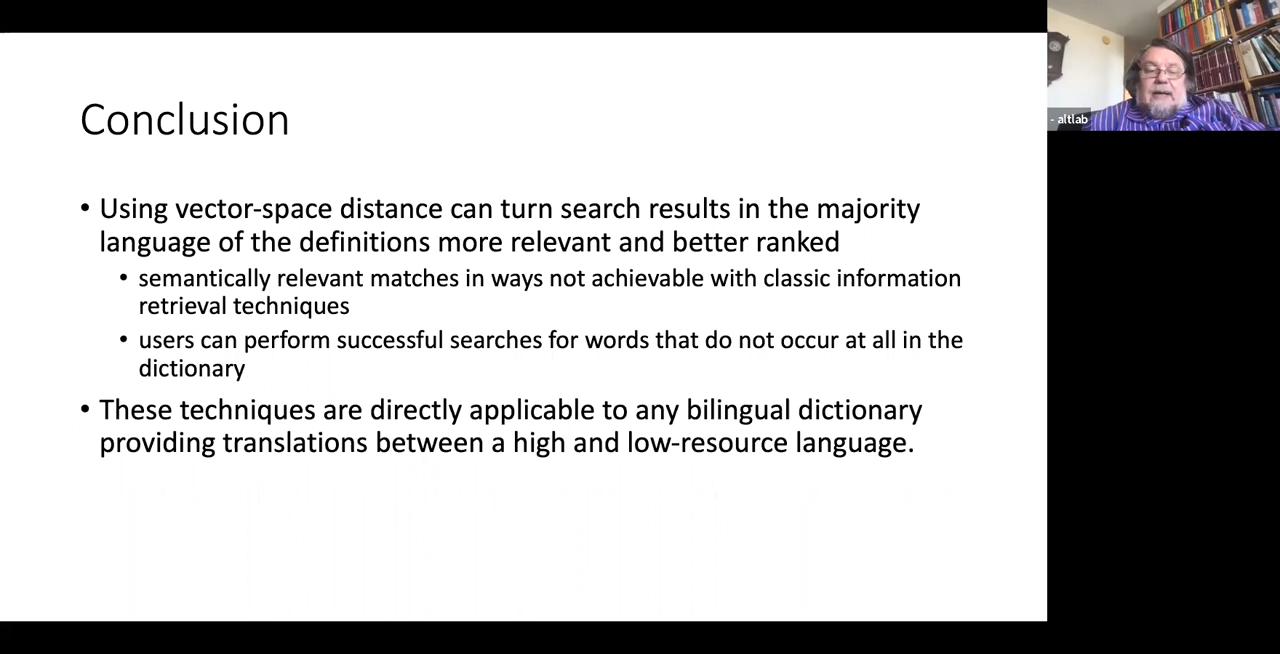 Conclusion
• Using vector-space distance can turn search results in the majority
language of the definitions more relevant and better ranked
• semantically relevant matches in ways not achievable with classic information
retrieval techniques
• users can perform successful searches for words that do not occur at all in the
dictionary
• These techniques are directly applicable to any bilingual dictionary
providing translations between a high and low-resource language.
- altlab